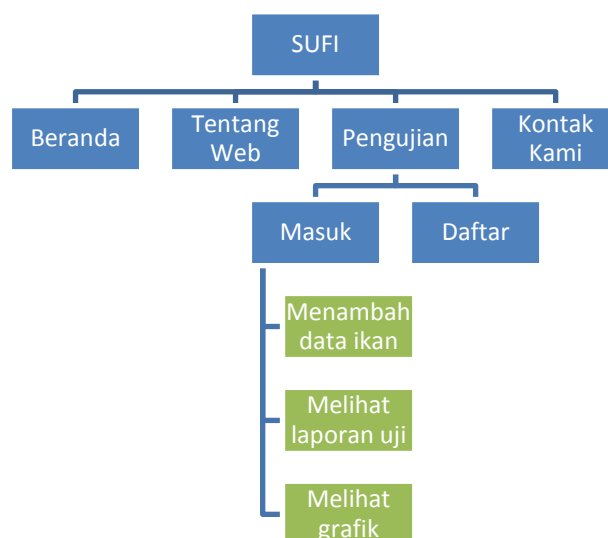 SUFI
Beranda
Tentang
Web
Pengujian
Kontak
Kami
Masuk
Daftar
Menambah
data ikan
Melihat
laporan uji
Melihat
grafik